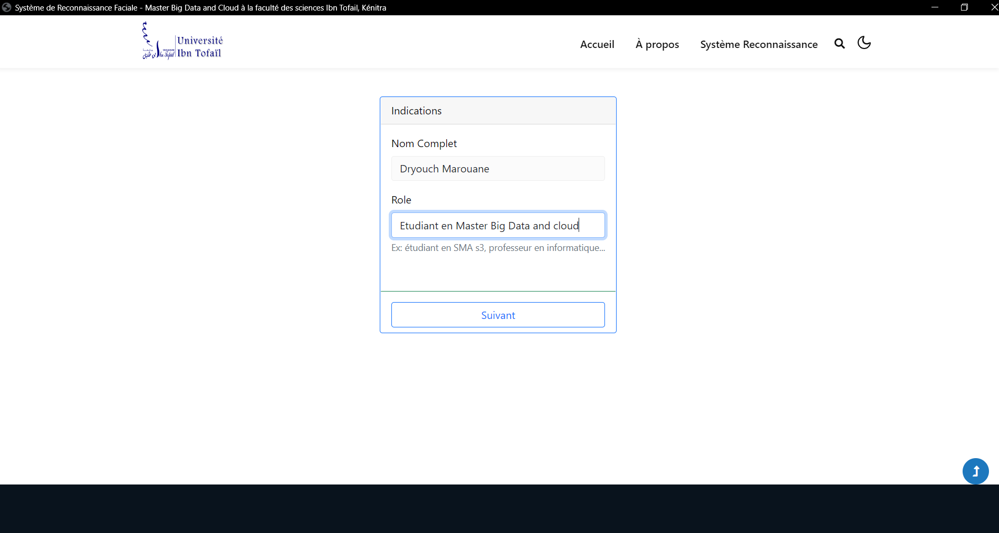 Système de Reconnaissance Faciale - Master Big Data and Cloud à la faculté des sciences Ibn Tofail, Kénitra
Université
Ibn Tofaïl
Accueil
À propos
Système Reconnaissance
Indications
Nom Complet
Dryouch Marouane
Role
Etudiant en Master Big Data and cloud
Ex: étudiant en SMA s3, professeur en informatique...
Suivant